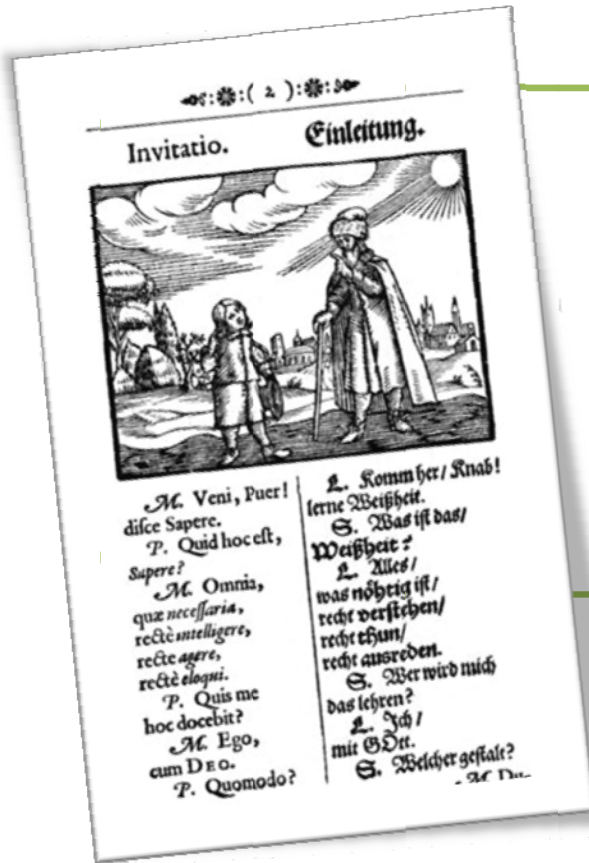 ( 2 )
Invitatio.
Einleitung.
M. Veni, Puer!
diſce Sapere.
P. Quid hoc eſt,
Sapere?
M. Omnia,
quæ neceſſaria,
rectè intelligere,
recte agere,
rectè eloqui.
P. Quis me
hoc docebit?
M. Ego,
cum DEO.
P. Quomodo?
L. Komm her/ Knab!
lerne Weißheit.
S. Was iſt das/
Weißheit?
L. Alles/
was nöhtig iſt/
recht verſtehen/
recht thun/
recht ausreden.
S. Wer wird mich
das lehren?
L. Ich/
mit GOtt.
S. Welcher geſtalt?